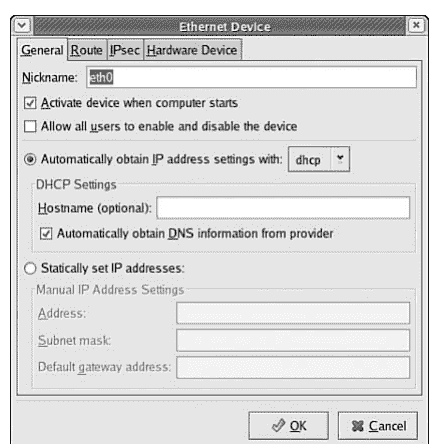 Ethernet Device
General Route IPsec Hardware Device
Nickname: eth0
Activate device when computer starts
Allow all users to enable and disable the device
Automatically obtain IP address settings with: dhcp
DHCP Settings
Hostname (optional):
Automatically obtain DNS information from provider
Statically set IP addresses:
Manual IP Address Settings
Address:
Subnet mask:
Default gateway address:
OK Cancel